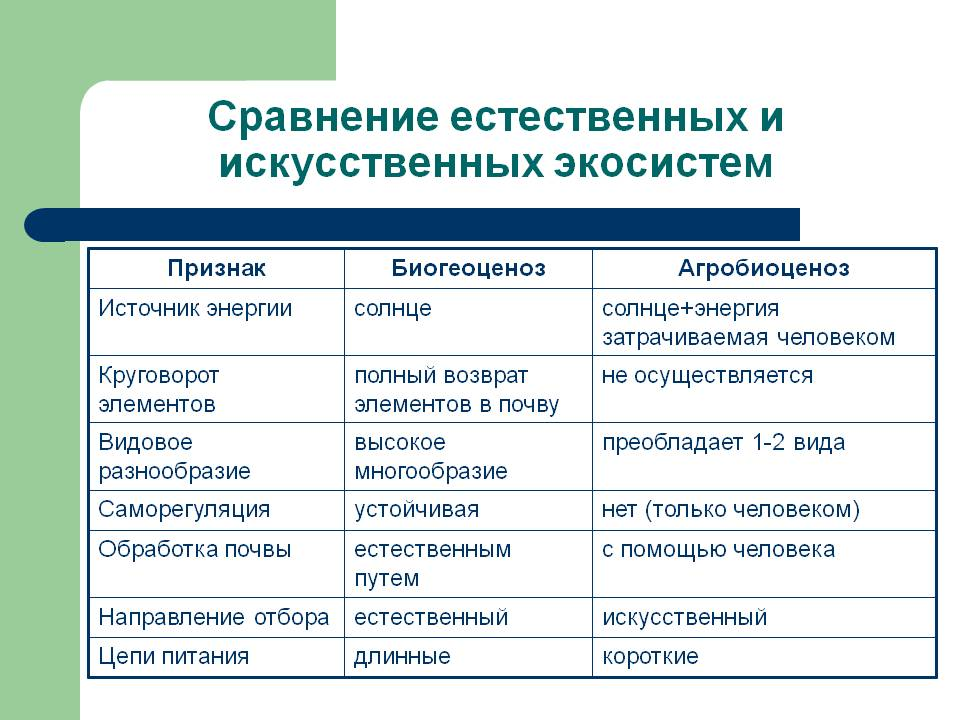 Сравнение естественных и
искусственных экосистем
Признак
Биогеоценоз
Агробиоценоз
Источник энергии
солнце
солнце+энергия
затрачиваемая человеком
Круговорот
элементов
полный возврат
элементов в почву
не осуществляется
Видовое
разнообразие
высокое
многообразие
преобладает 1-2 вида
Саморегуляция
устойчивая
нет (только человеком)
Обработка почвы
естественным
путем
с помощью человека
Направление отбора
естественный
искусственный
Цепи питания
длинные
короткие